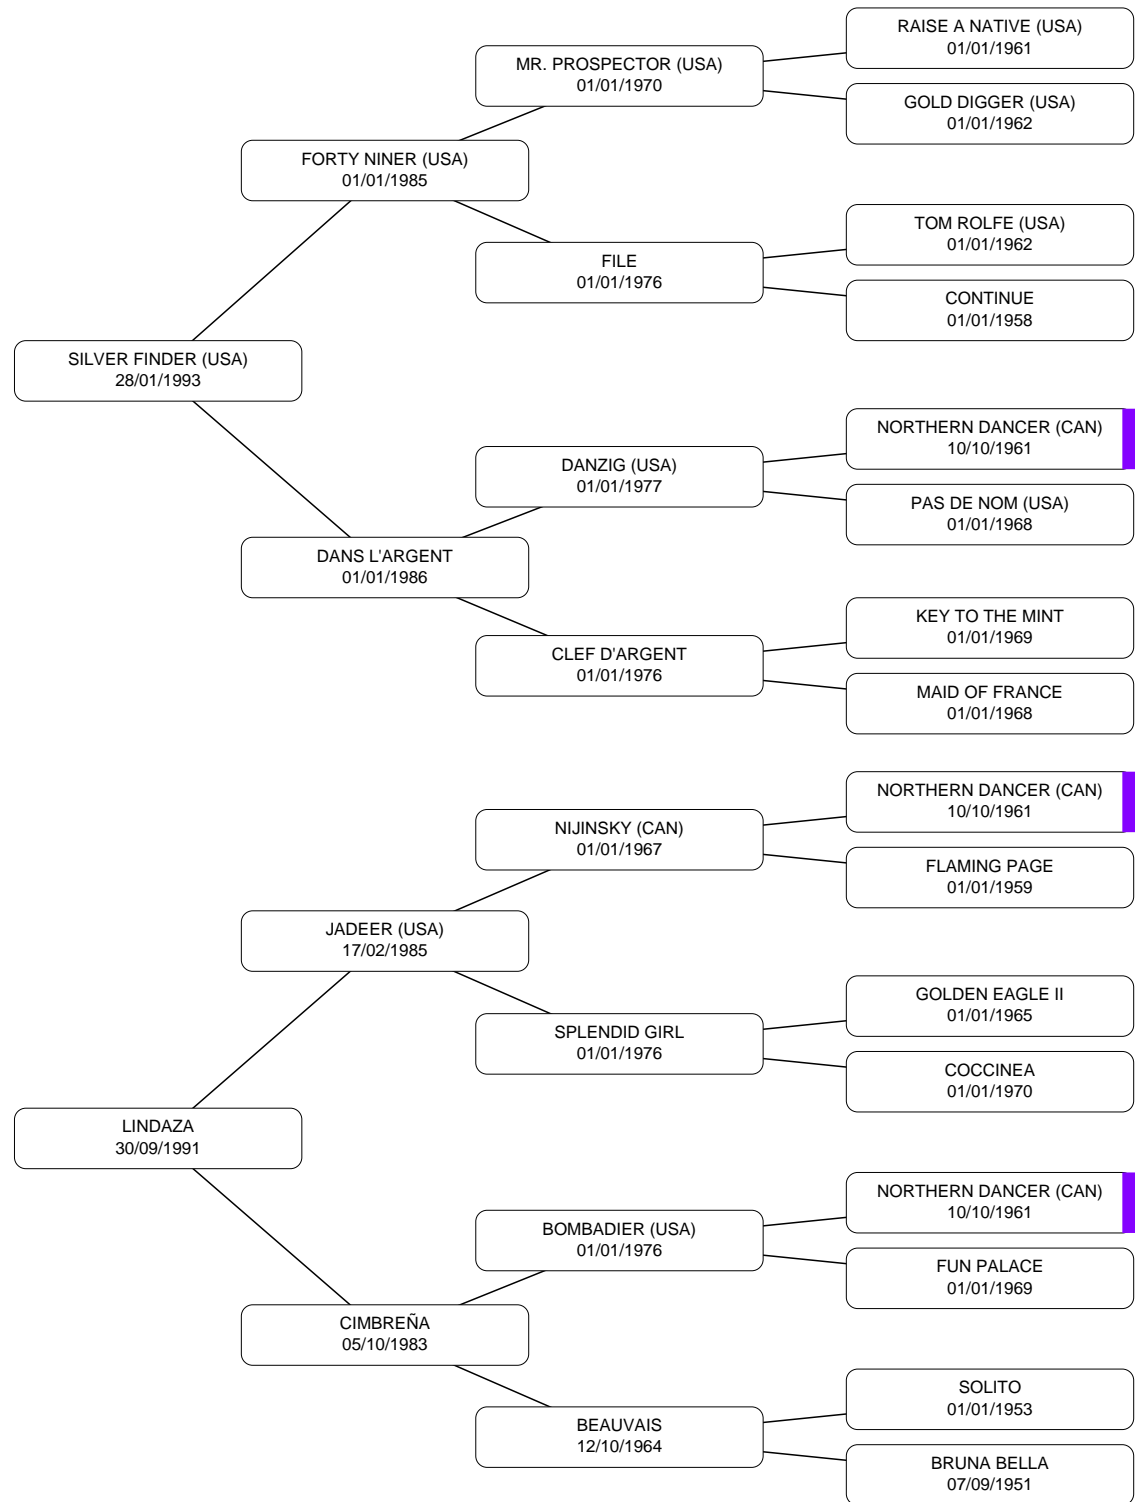 RAISE A NATIVE (USA)
01/01/1961
MR. PROSPECTOR (USA)
01/01/1970
GOLD DIGGER (USA)
01/01/1962
FORTY NINER (USA)
01/01/1985
TOM ROLFE (USA)
01/01/1962
FILE
01/01/1976
CONTINUE
01/01/1958
SILVER FINDER (USA)
28/01/1993
NORTHERN DANCER (CAN)
10/10/1961
DANZIG (USA)
01/01/1977
PAS DE NOM (USA)
01/01/1968
DANS L'ARGENT
01/01/1986
KEY TO THE MINT
01/01/1969
CLEF D'ARGENT
01/01/1976
MAID OF FRANCE
01/01/1968
NORTHERN DANCER (CAN)
10/10/1961
NIJINSKY (CAN)
01/01/1967
FLAMING PAGE
01/01/1959
JADEER (USA)
17/02/1985
GOLDEN EAGLE II
01/01/1965
SPLENDID GIRL
01/01/1976
COCCINEA
01/01/1970
LINDAZA
30/09/1991
NORTHERN DANCER (CAN)
10/10/1961
BOMBADIER (USA)
01/01/1976
FUN PALACE
01/01/1969
CIMBREÑA
05/10/1983
SOLITO
01/01/1953
BEAUVAIS
12/10/1964
BRUNA BELLA
07/09/1951